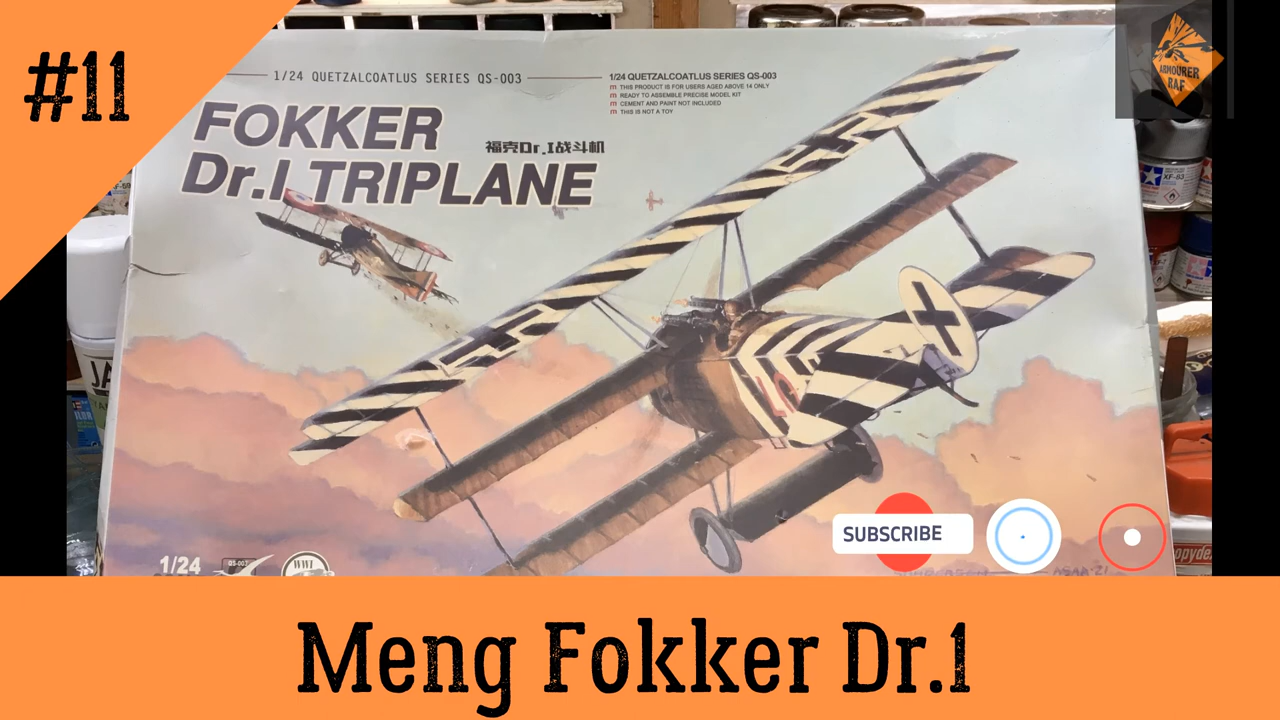 #11
1/24 QUETZALCOATLUS SERIES QS-003
1/24 QUETZALCOATLUS SERIES QS-003
m THIS PRODUCT IS FOR USERS AGED ABOVE 14 ONLY
m READY TO ASSEMBLE PRECISE MODEL KIT
m CEMENT AND PAINT NOT INCLUDED
m THIS IS NOT A TOY
ARMOURER
RAF
FOKKER
福克Dr.I战斗机
Dr.I TRIPLANE
XF-63
JA
SUBSCRIBE
1/24
WWI
Meng Fokker Dr.1